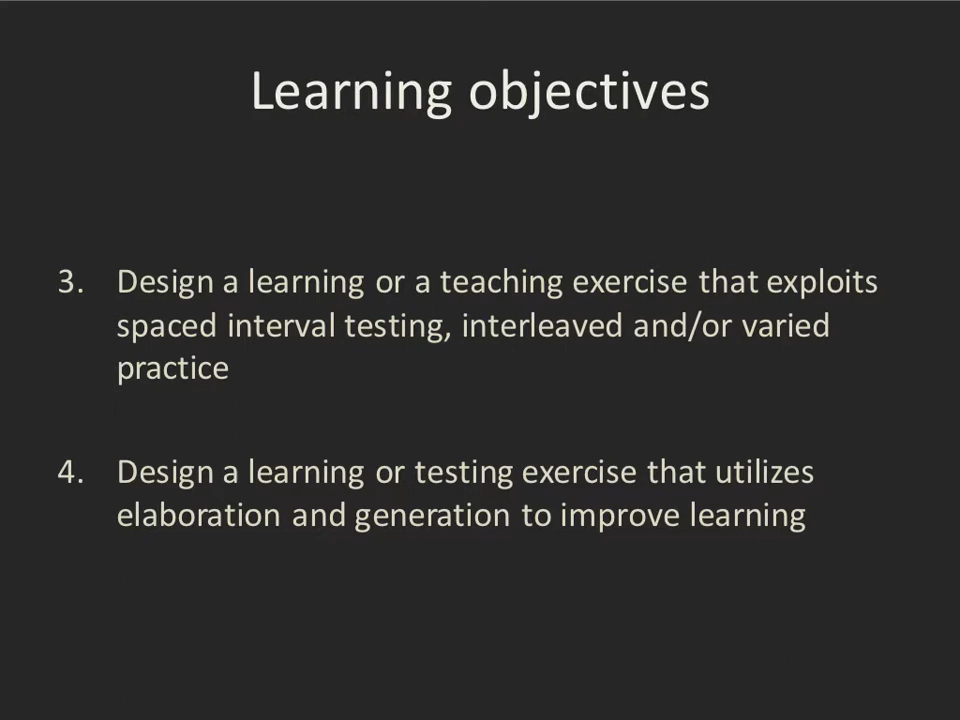 Learning objectives
3. Design a learning or a teaching exercise that exploits
spaced interval testing, interleaved and/or varied
practice
4. Design a learning or testing exercise that utilizes
elaboration and generation to improve learning